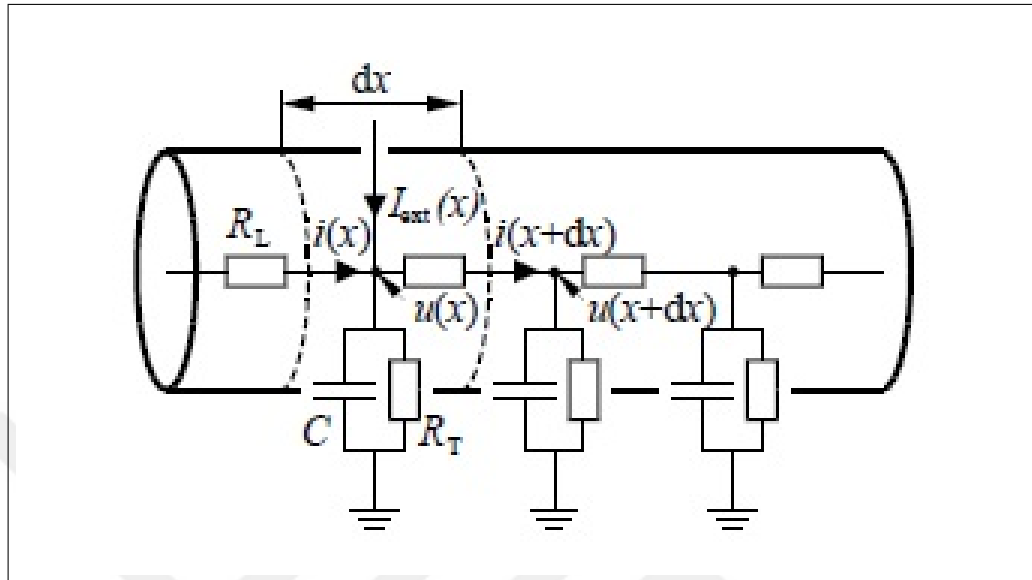 dx
I_ext(x)
R_L i(x) i(x+dx)
u(x) u(x+dx)
C R_T